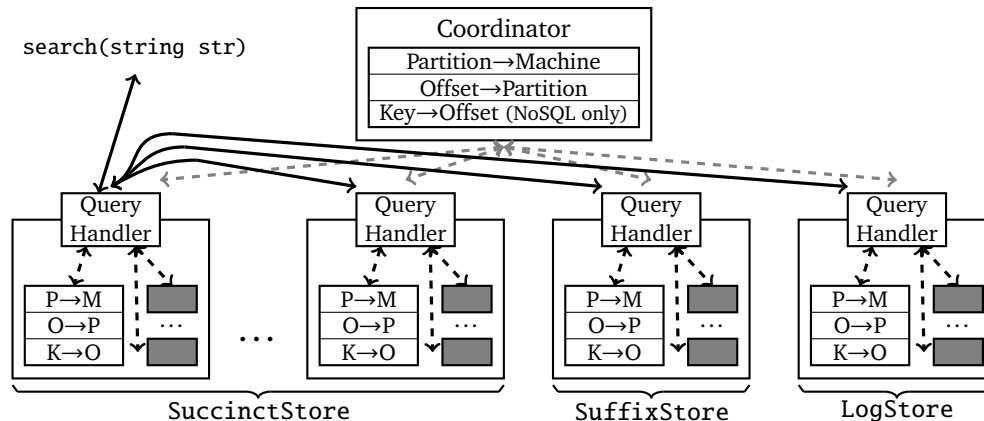 Coordinator
search(string str)
Partition→Machine
Offset→Partition
Key→Offset (NoSQL only)
Query Handler
Query Handler
Query Handler
Query Handler
P→M
O→P
K→O
...
...
P→M
O→P
K→O
...
P→M
O→P
K→O
...
P→M
O→P
K→O
...
SuccinctStore
SuffixStore
LogStore